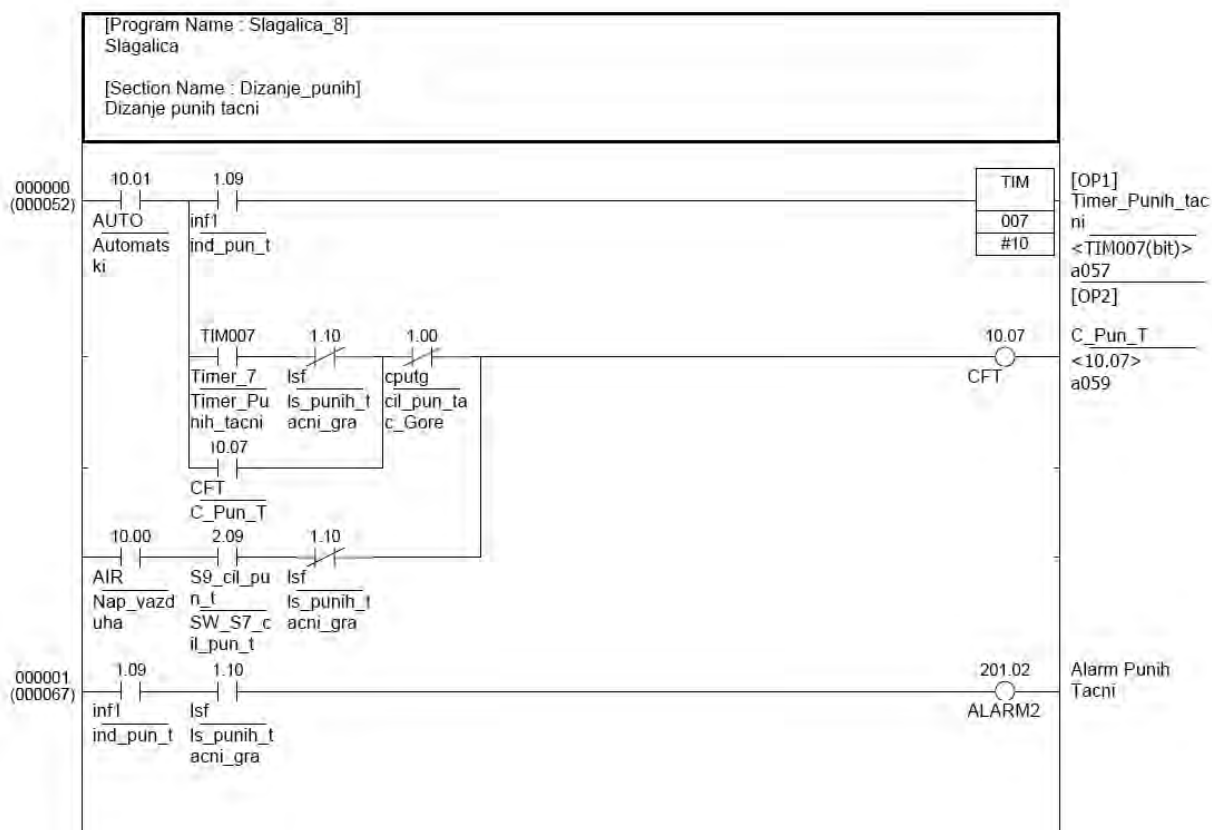 [Program Name : Slagalica_8]
Slagalica
[Section Name : Dizanje_punih]
Dizanje punih tacni
000000
(000052)
10.01
1.09
AUTO
Automats
ki
inf1
ind_pun_t
TIM
007
#10
[OP1]
Timer_Punih_tac
ni
<TIM007(bit)>
a057
[OP2]
TIM007
1.10
1.00
10.07
Timer_7
Timer_Pu
nih_tacni
lsf
ls_punih_t
acni_gra
cputg
cil_pun_ta
c_Gore
CFT
C_Pun_T
<10.07>
a059
10.07
CFT
C_Pun_T
10.00
2.09
1.10
AIR
Nap_vazd
uha
S9_cil_pu
n_t
SW_S7_c
il_pun_t
lsf
ls_punih_t
acni_gra
000001
(000067)
1.09
1.10
201.02
inf1
ind_pun_t
lsf
ls_punih_t
acni_gra
ALARM2
Alarm Punih
Tacni